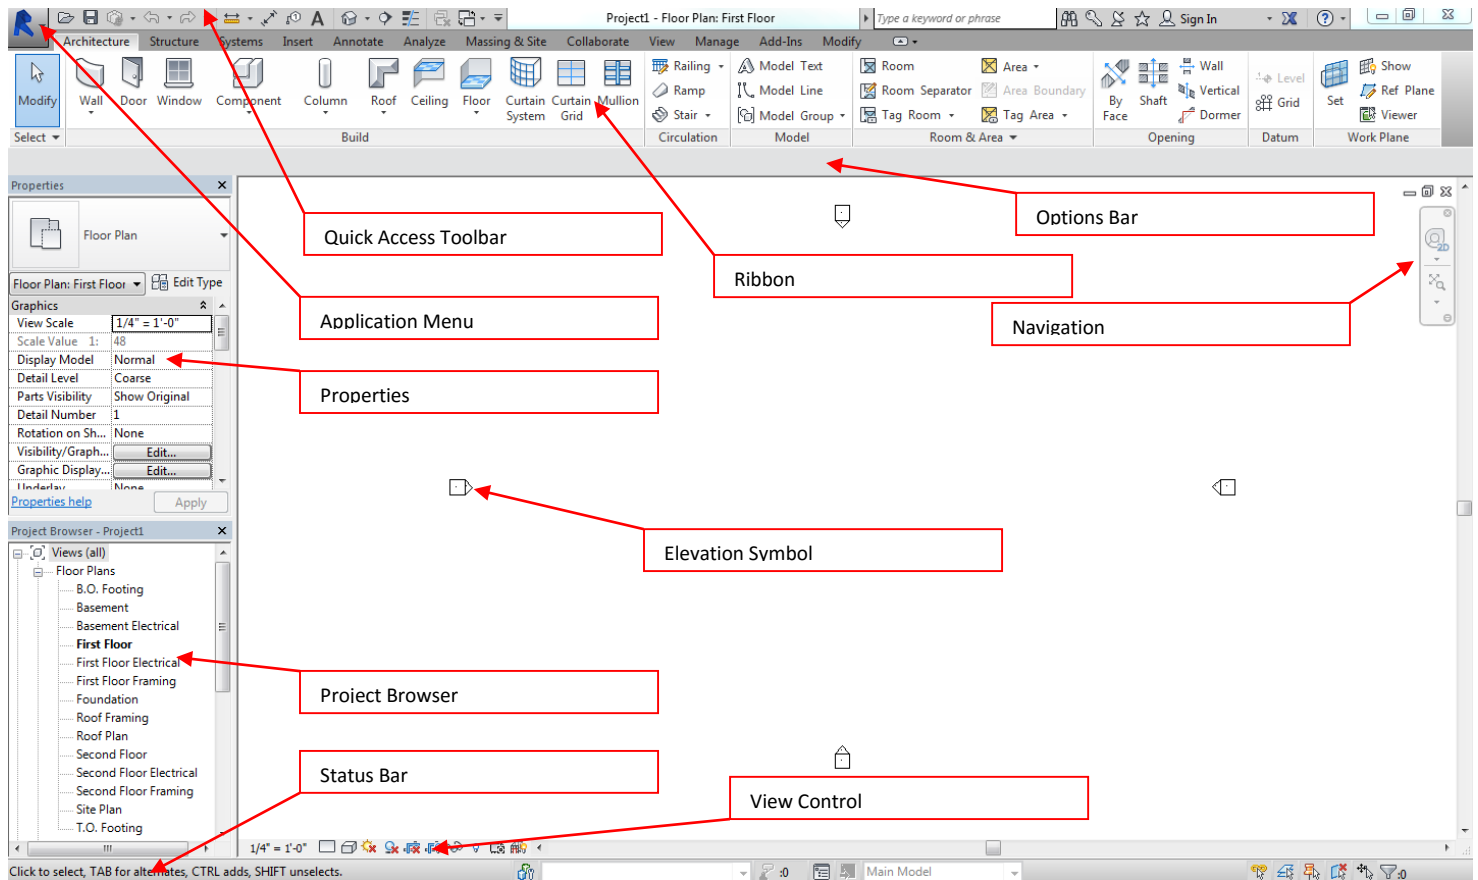 Project1 - Floor Plan: First Floor
Type a keyword or phrase
Sign In
Architecture Structure Systems Insert Annotate Analyze Massing & Site Collaborate View Manage Add-Ins Modify
Modify
Wall
Door
Window
Component
Column
Roof
Ceiling
Floor
Curtain System
Curtain Grid
Mullion
Railing
Ramp
Stair
Model Text
Model Line
Model Group
Room
Room Separator
Tag Room
Area
Area Boundary
Tag Area
By Face
Shaft
Wall
Vertical
Dormer
Level
Grid
Set
Show
Ref Plane
Viewer
Select
Build
Circulation
Model
Room & Area
Opening
Datum
Work Plane
Properties
Floor Plan
Floor Plan: First Floor
Edit Type
Graphics
View Scale 1/4" = 1'-0"
Scale Value 1: 48
Display Model Normal
Detail Level Coarse
Parts Visibility Show Original
Detail Number 1
Rotation on Sh... None
Visibility/Graph... Edit...
Graphic Display... Edit...
Underlay None
Properties help
Apply
Project Browser - Project1
Views (all)
Floor Plans
B.O. Footing
Basement
Basement Electrical
First Floor
First Floor Electrical
First Floor Framing
Foundation
Roof Framing
Roof Plan
Second Floor
Second Floor Electrical
Second Floor Framing
Site Plan
T.O. Footing
Quick Access Toolbar
Options Bar
Ribbon
2D
Application Menu
Navigation
Properties
Elevation Symbol
Project Browser
Status Bar
View Control
1/4" = 1'-0"
Click to select, TAB for alternates, CTRL adds, SHIFT unselects.
:0
Main Model
:0